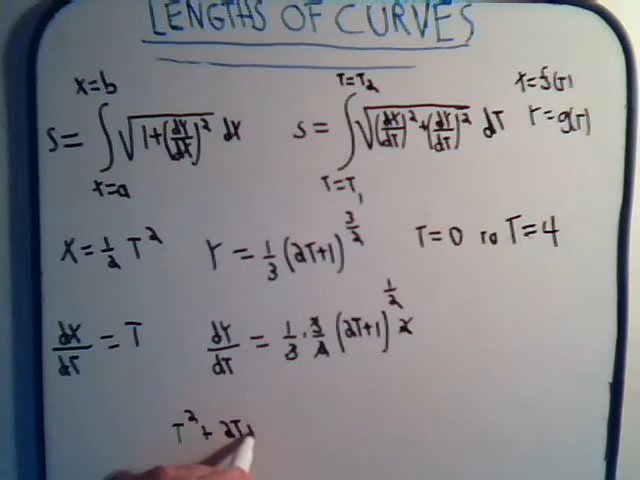 LENGTHS OF CURVES
S = ∫_{X=a}^{X=b} √(1+(dY/dX)²) dX   S = ∫_{T=T₁}^{T=T₂} √((dX/dT)²+(dY/dT)²) dT   X=f(T)
Y=g(T)
X = 1/2 T²   Y = 1/3 (2T+1)^{3/2}   T=0 TO T=4
dX/dT = T   dY/dT = 1/3 · 3/2 (2T+1)^{1/2} 2
T² + 2T+